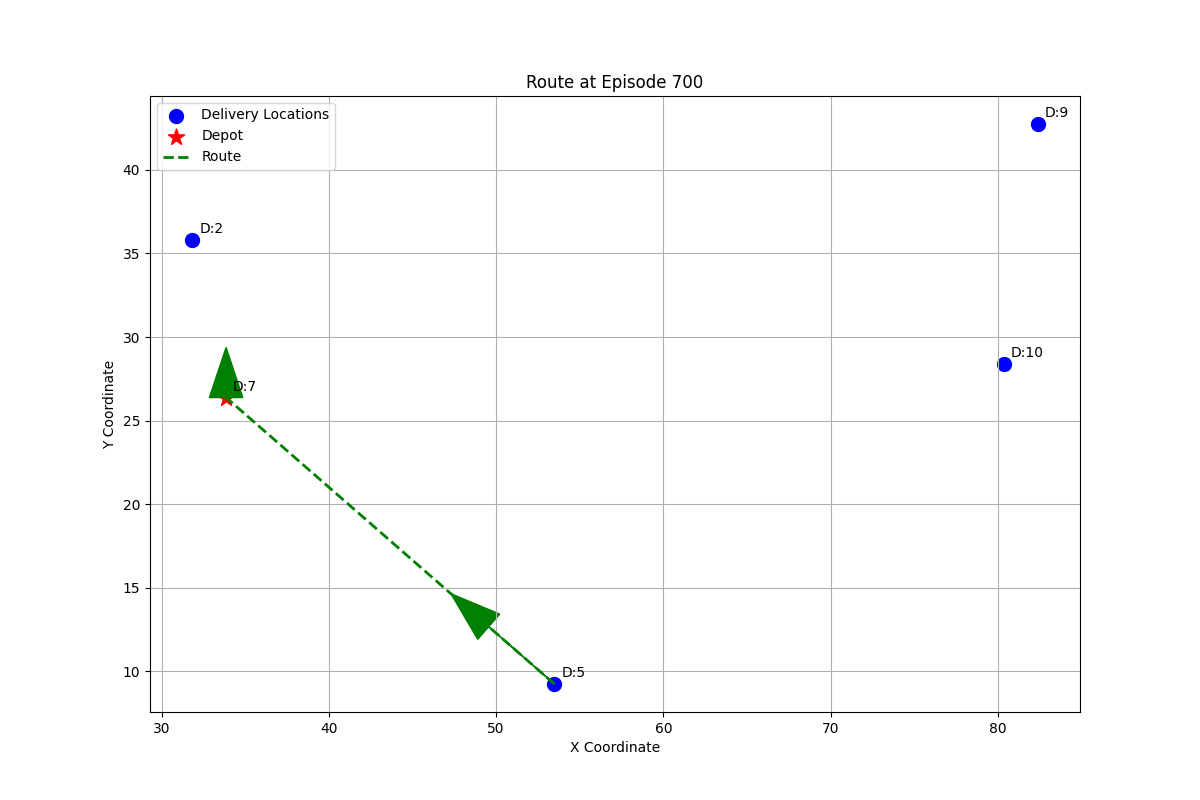 Route at Episode 700
Delivery Locations
Depot
Route
D:9
D:2
D:10
D:7
D:5
40
35
30
25
20
15
10
Y Coordinate
30 40 50 60 70 80
X Coordinate